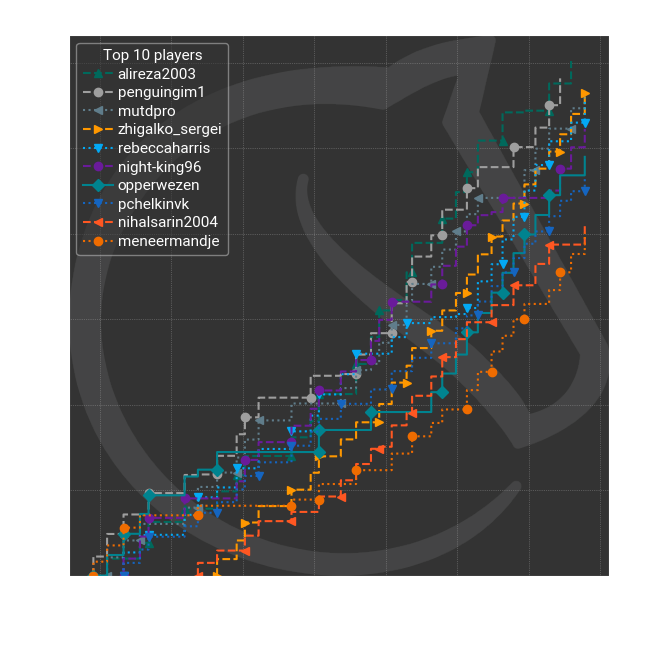 Top 10 players
alireza2003
penguingim1
mutdpro
zhigalko_sergei
rebeccaharris
night-king96
opperwezen
pchelkinvk
nihalsarin2004
meneermandje